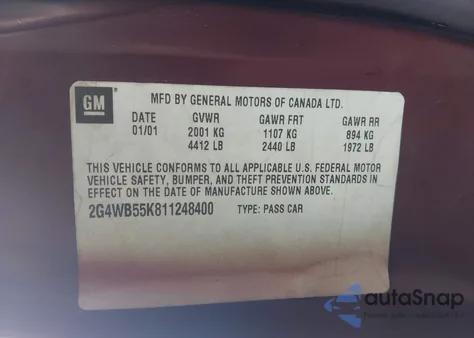 GM
MFD BY GENERAL MOTORS OF CANADA LTD.
DATE GVWR GAWR FRT GAWR RR
01/01 2001 KG 1107 KG 894 KG
4412 LB 2440 LB 1972 LB
THIS VEHICLE CONFORMS TO ALL APPLICABLE U.S. FEDERAL MOTOR
VEHICLE SAFETY, BUMPER, AND THEFT PREVENTION STANDARDS IN
EFFECT ON THE DATE OF MANUFACTURE SHOWN ABOVE.
2G4WB55K811248400 TYPE: PASS CAR
autaSnap